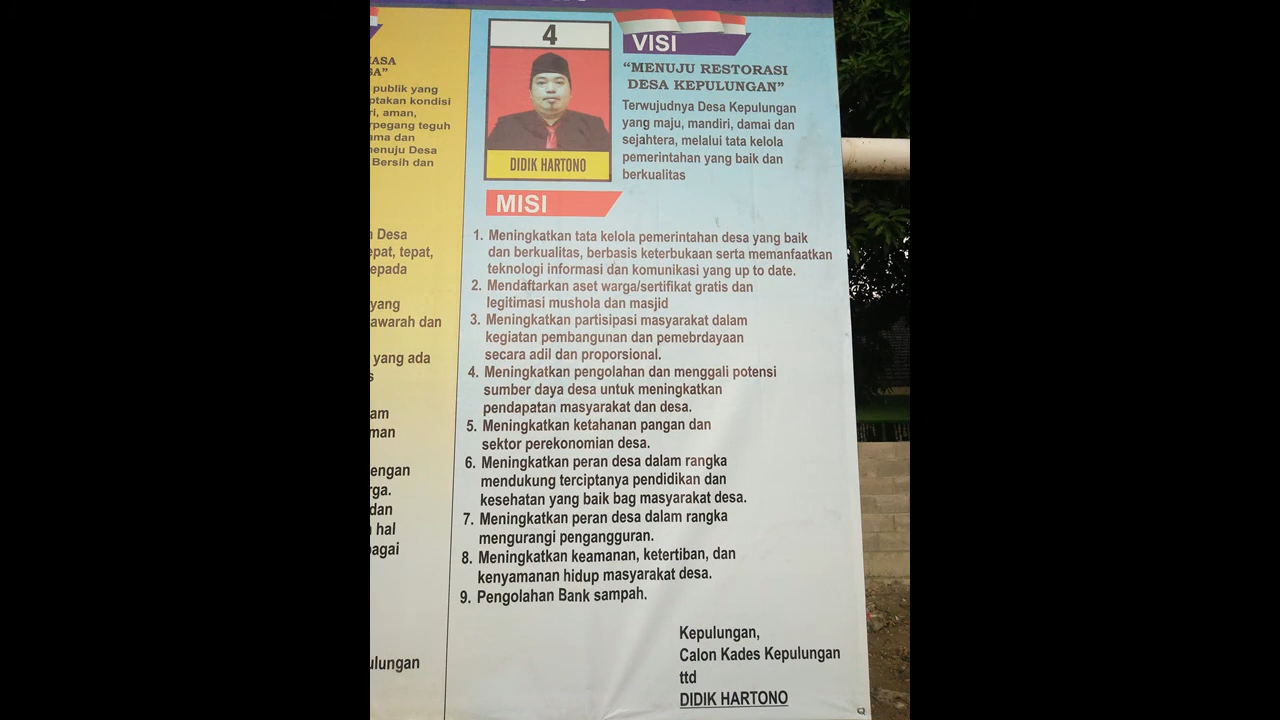 ASA
SA”
publik yang
ptakan kondisi
ri, aman,
rpegang teguh
ama dan
enuju Desa
Bersih dan
Desa
epat, tepat,
epada
yang
awarah dan
yang ada
s
am
man
engan
rga.
dan
hal
bagai
ulungan
4
DIDIK HARTONO
VISI
“MENUJU RESTORASI
DESA KEPULUNGAN”
Terwujudnya Desa Kepulungan
yang maju, mandiri, damai dan
sejahtera, melalui tata kelola
pemerintahan yang baik dan
berkualitas
MISI
1. Meningkatkan tata kelola pemerintahan desa yang baik
dan berkualitas, berbasis keterbukaan serta memanfaatkan
teknologi informasi dan komunikasi yang up to date.
2. Mendaftarkan aset warga/sertifikat gratis dan
legitimasi mushola dan masjid
3. Meningkatkan partisipasi masyarakat dalam
kegiatan pembangunan dan pemebrdayaan
secara adil dan proporsional.
4. Meningkatkan pengolahan dan menggali potensi
sumber daya desa untuk meningkatkan
pendapatan masyarakat dan desa.
5. Meningkatkan ketahanan pangan dan
sektor perekonomian desa.
6. Meningkatkan peran desa dalam rangka
mendukung terciptanya pendidikan dan
kesehatan yang baik bag masyarakat desa.
7. Meningkatkan peran desa dalam rangka
mengurangi pengangguran.
8. Meningkatkan keamanan, ketertiban, dan
kenyamanan hidup masyarakat desa.
9. Pengolahan Bank sampah.
Kepulungan,
Calon Kades Kepulungan
ttd
DIDIK HARTONO